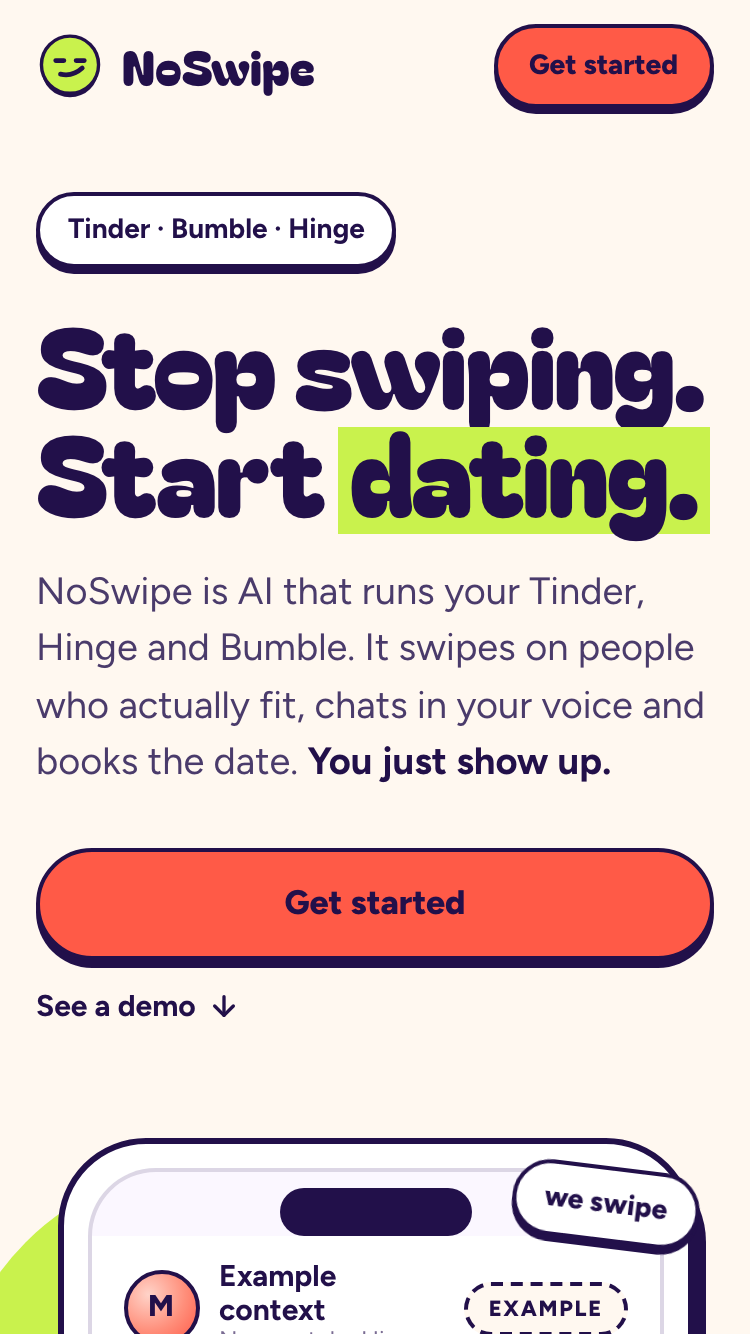 NoSwipe
Get started
Tinder · Bumble · Hinge
Stop swiping.
Start dating.
NoSwipe is AI that runs your Tinder,
Hinge and Bumble. It swipes on people
who actually fit, chats in your voice and
books the date. You just show up.
Get started
See a demo ↓
we swipe
M
Example
context
EXAMPLE